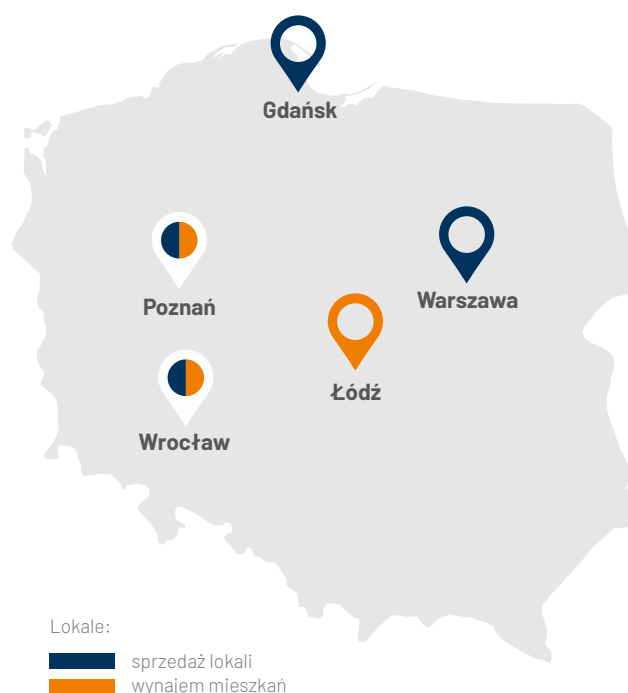 Gdańsk
Poznań
Warszawa
Łódź
Wrocław
Lokale:
sprzedaż lokali
wynajem mieszkań